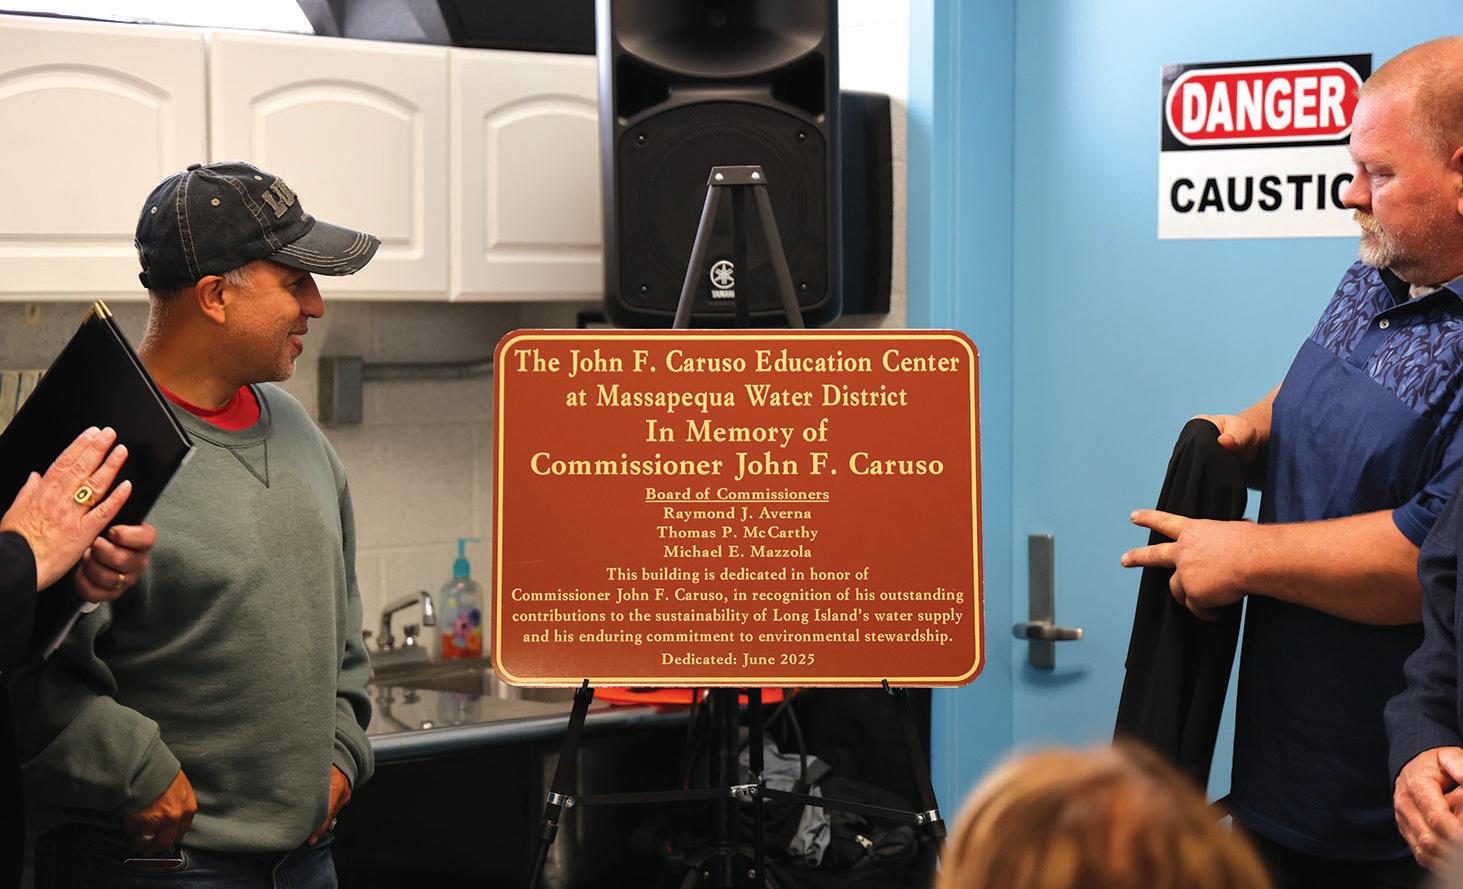 DANGER
CAUSTIC
YAMAHA
The John F. Caruso Education Center
at Massapequa Water District
In Memory of
Commissioner John F. Caruso
Board of Commissioners
Raymond J. Averna
Thomas P. McCarthy
Michael E. Mazzola
This building is dedicated in honor of
Commissioner John F. Caruso, in recognition of his outstanding
contributions to the sustainability of Long Island's water supply
and his enduring commitment to environmental stewardship.
Dedicated: June 2025